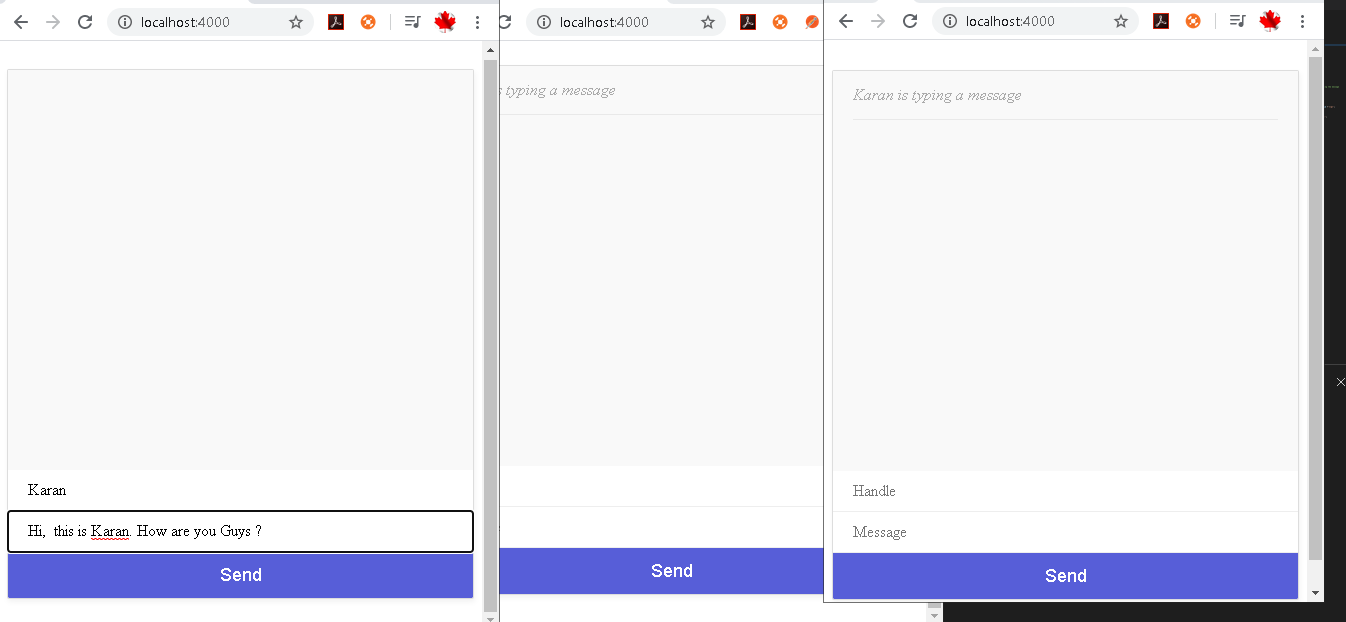 localhost:4000
Karan
Hi,  this is Karan. How are you Guys ?
Send
localhost:4000
is typing a message
Send
localhost:4000
Karan is typing a message
Handle
Message
Send